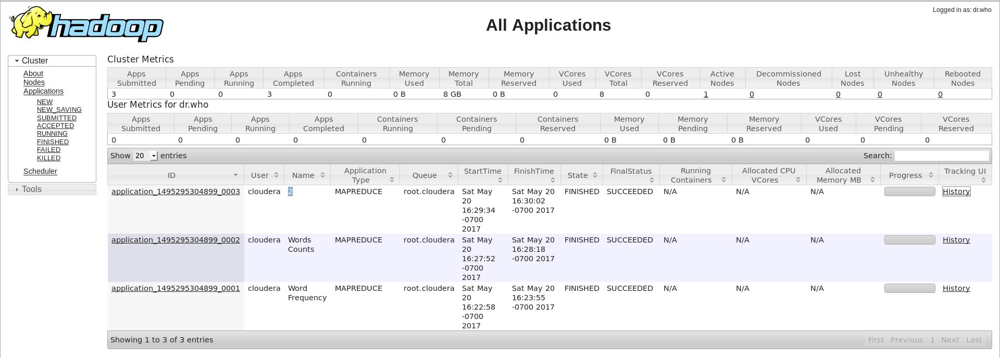 hadoop
Logged in as: dr.who
All Applications
Cluster
About
Nodes
Applications
NEW
NEW_SAVING
SUBMITTED
ACCEPTED
RUNNING
FINISHED
FAILED
KILLED
Scheduler
Tools
Cluster Metrics
Apps Submitted Apps Pending Apps Running Apps Completed Containers Running Memory Used Memory Total Memory Reserved VCores Used VCores Total VCores Reserved Active Nodes Decommissioned Nodes Lost Nodes Unhealthy Nodes Rebooted Nodes
3 0 0 3 0 0 B 8 GB 0 B 0 8 0 1 0 0 0 0
User Metrics for dr.who
Apps Submitted Apps Pending Apps Running Apps Completed Containers Running Containers Pending Containers Reserved Memory Used Memory Pending Memory Reserved VCores Used VCores Pending VCores Reserved
0 0 0 0 0 0 0 0 B 0 B 0 B 0 0 0
Show 20 entries Search:
ID User Name Application Type Queue StartTime FinishTime State FinalStatus Running Containers Allocated CPU VCores Allocated Memory MB Progress Tracking UI
application_1495295304899_0003 cloudera 2 MAPREDUCE root.cloudera Sat May 20 16:29:34 -0700 2017 Sat May 20 16:30:02 -0700 2017 FINISHED SUCCEEDED N/A N/A N/A History
application_1495295304899_0002 cloudera Words Counts MAPREDUCE root.cloudera Sat May 20 16:27:52 -0700 2017 Sat May 20 16:28:18 -0700 2017 FINISHED SUCCEEDED N/A N/A N/A History
application_1495295304899_0001 cloudera Word Frequency MAPREDUCE root.cloudera Sat May 20 16:22:58 -0700 2017 Sat May 20 16:23:55 -0700 2017 FINISHED SUCCEEDED N/A N/A N/A History
Showing 1 to 3 of 3 entries First Previous 1 Next Last